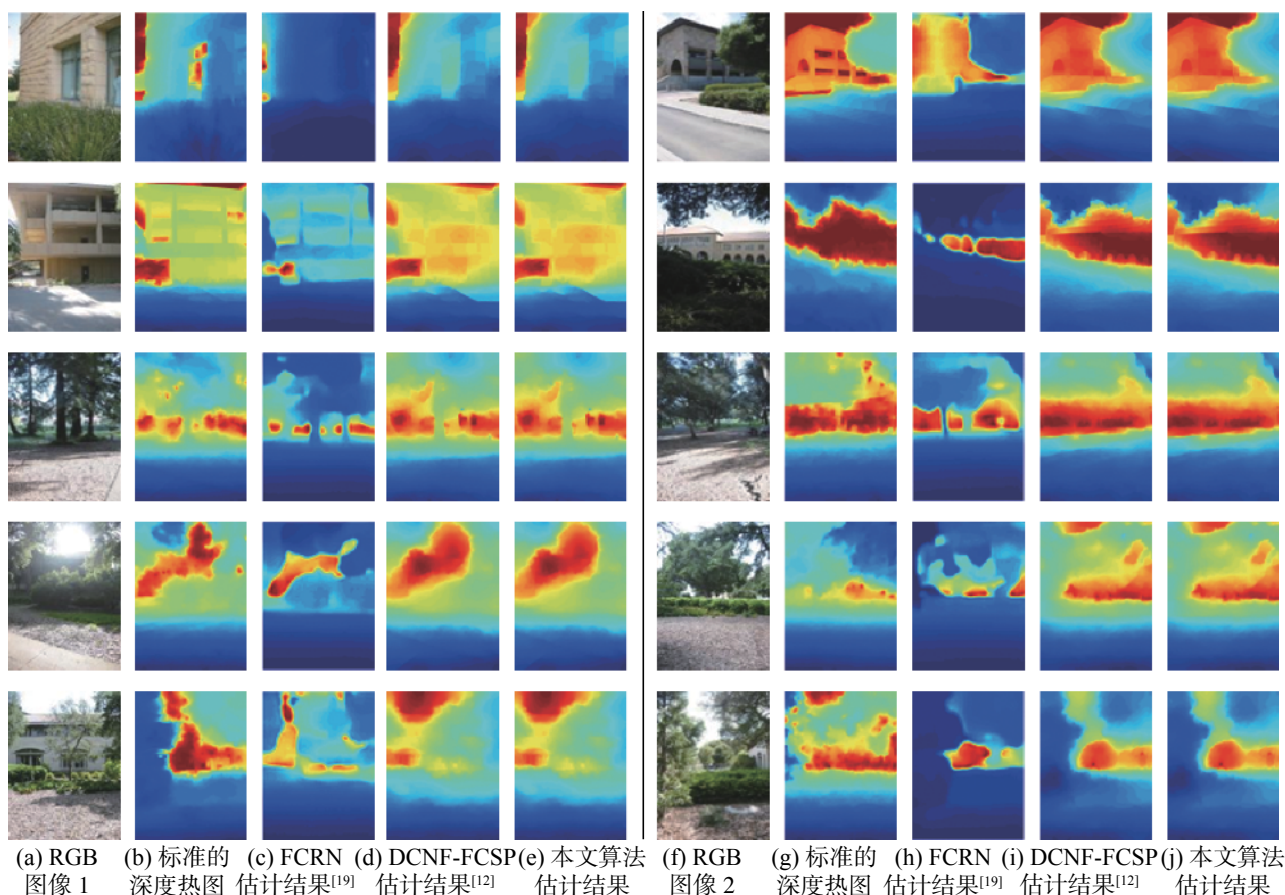 (a) RGB (b) 标准的 (c) FCRN (d) DCNF-FCSP (e) 本文算法 (f) RGB (g) 标准的 (h) FCRN (i) DCNF-FCSP (j) 本文算法
图像 1 深度热图 估计结果[19] 估计结果[12] 估计结果 图像 2 深度热图 估计结果[19] 估计结果[12] 估计结果